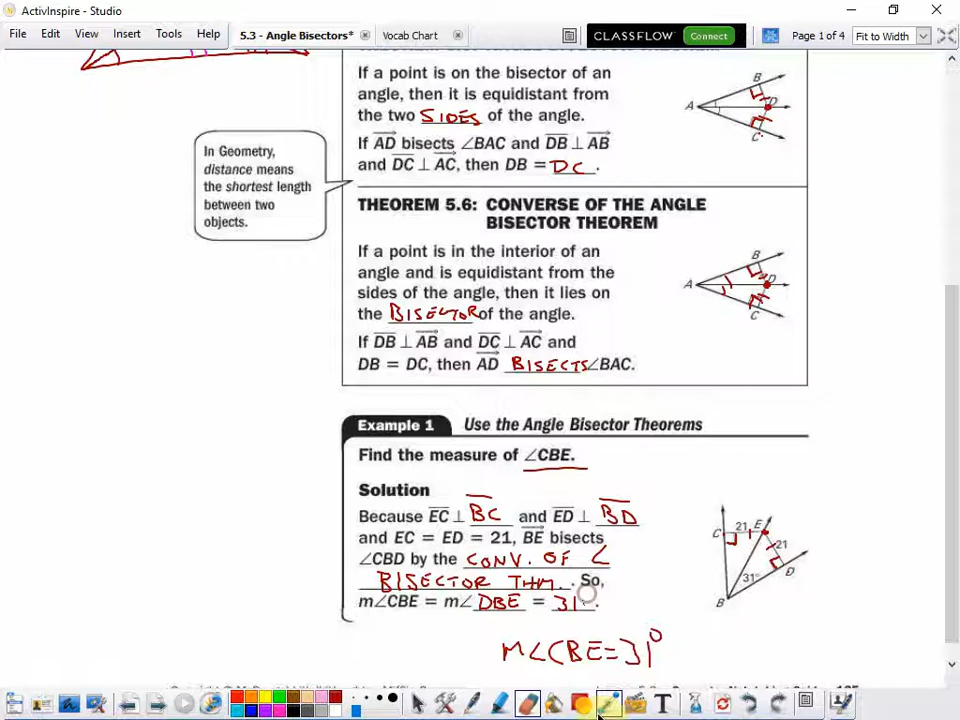 ActivInspire - Studio
File Edit View Insert Tools Help
5.3 - Angle Bisectors*
Vocab Chart
CLASSFLOW Connect
Page 1 of 4
Fit to Width
If a point is on the bisector of an
angle, then it is equidistant from
the two SIDES of the angle.
If AD bisects ∠BAC and DB ⊥ AB
and DC ⊥ AC, then DB = DC.
A B D C
In Geometry,
distance means
the shortest length
between two
objects.
THEOREM 5.6: CONVERSE OF THE ANGLE
BISECTOR THEOREM
If a point is in the interior of an
angle and is equidistant from the
sides of the angle, then it lies on
the BISECTOR of the angle.
If DB ⊥ AB and DC ⊥ AC and
DB = DC, then AD BISECTS ∠BAC.
A B D C
Example 1 Use the Angle Bisector Theorems
Find the measure of ∠CBE.
Solution
Because EC ⊥ BC and ED ⊥ BD
and EC = ED = 21, BE bisects
∠CBD by the CONV. OF ∠
BISECTOR THM. So,
m∠CBE = m∠ DBE = 31.
C 21 E
21
31° D
B
M∠CBE=31°